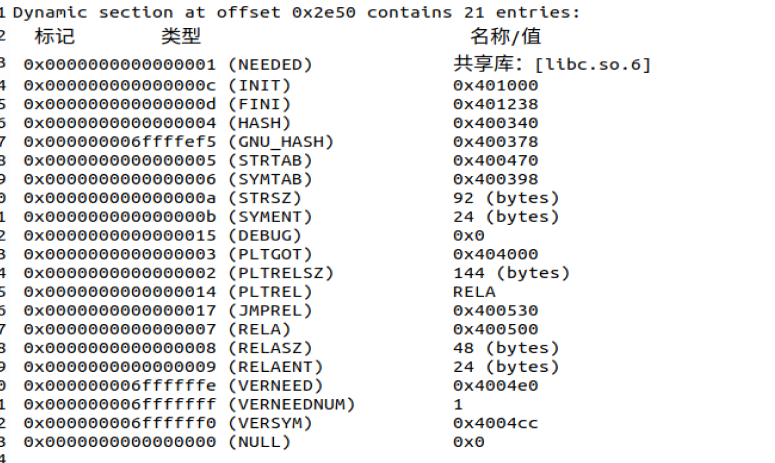 1 Dynamic section at offset 0x2e50 contains 21 entries:
2 标记 类型 名称/值
3 0x0000000000000001 (NEEDED) 共享库：[libc.so.6]
4 0x000000000000000c (INIT) 0x401000
5 0x000000000000000d (FINI) 0x401238
6 0x0000000000000004 (HASH) 0x400340
7 0x000000006ffffef5 (GNU_HASH) 0x400378
8 0x0000000000000005 (STRTAB) 0x400470
9 0x0000000000000006 (SYMTAB) 0x400398
0 0x000000000000000a (STRSZ) 92 (bytes)
1 0x000000000000000b (SYMENT) 24 (bytes)
2 0x0000000000000015 (DEBUG) 0x0
3 0x0000000000000003 (PLTGOT) 0x404000
4 0x0000000000000002 (PLTRELSZ) 144 (bytes)
5 0x0000000000000014 (PLTREL) RELA
6 0x0000000000000017 (JMPREL) 0x400530
7 0x0000000000000007 (RELA) 0x400500
8 0x0000000000000008 (RELASZ) 48 (bytes)
9 0x0000000000000009 (RELAENT) 24 (bytes)
0 0x000000006ffffffe (VERNEED) 0x4004e0
1 0x000000006fffffff (VERNEEDNUM) 1
2 0x000000006ffffff0 (VERSYM) 0x4004cc
3 0x0000000000000000 (NULL) 0x0
4